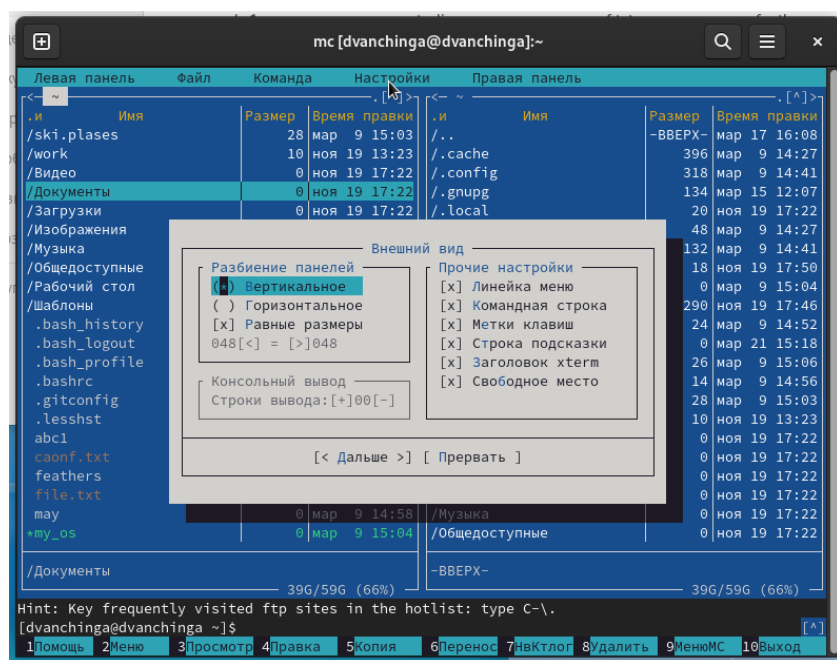 mc [dvanchinga@dvanchinga]:~
Левая панель Файл Команда Настройки Правая панель
<— ~ .[^]> <— ~ .[^]>
.и Имя Размер Время правки .и Имя Размер Время правки
/ski.plases 28 мар 9 15:03 /.. -ВВЕРХ- мар 17 16:08
/work 10 ноя 19 13:23 /.cache 396 мар 9 14:27
/Видео 0 ноя 19 17:22 /.config 318 мар 9 14:41
/Документы 0 ноя 19 17:22 /.gnupg 134 мар 15 12:07
/Загрузки 0 ноя 19 17:22 /.local 20 ноя 19 17:22
/Изображения 48 мар 9 14:27
/Музыка Внешний вид 132 мар 9 14:41
/Общедоступные Разбиение панелей Прочие настройки 18 ноя 19 17:50
/Рабочий стол (*) Вертикальное [x] Линейка меню 0 мар 9 15:04
/Шаблоны ( ) Горизонтальное [x] Командная строка 290 ноя 19 17:46
.bash_history [x] Равные размеры [x] Метки клавиш 24 мар 9 14:52
.bash_logout 048[<] = [>]048 [x] Строка подсказки 0 мар 21 15:18
.bash_profile [x] Заголовок xterm 26 мар 9 15:06
.bashrc Консольный вывод [x] Свободное место 14 мар 9 14:56
.gitconfig Строки вывода:[+]00[-] 28 мар 9 15:03
.lesshst 10 ноя 19 13:23
abc1 0 ноя 19 17:22
caonf.txt [< Дальше >] [ Прервать ] 0 ноя 19 17:22
feathers 0 ноя 19 17:22
file.txt 0 ноя 19 17:22
may 0 мар 9 14:58 /Музыка 0 ноя 19 17:22
*my_os 0 мар 9 15:04 /Общедоступные 0 ноя 19 17:22
/Документы -ВВЕРХ-
39G/59G (66%) 39G/59G (66%)
Hint: Key frequently visited ftp sites in the hotlist: type C-\.
[dvanchinga@dvanchinga ~]$ [^]
1Помощь 2Меню 3Просмотр 4Правка 5Копия 6Перенос 7НвКтлог 8Удалить 9МенюМС 10Выход